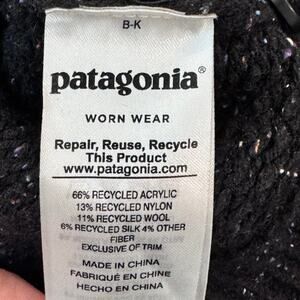 B-K
patagonia®
WORN WEAR
Repair, Reuse, Recycle
This Product
www.patagonia.com
66% RECYCLED ACRYLIC
13% RECYCLED NYLON
11% RECYCLED WOOL
6% RECYCLED SILK 4% OTHER
FIBER
EXCLUSIVE OF TRIM
MADE IN CHINA
FABRIQUÉ EN CHINE
HECHO EN CHINA